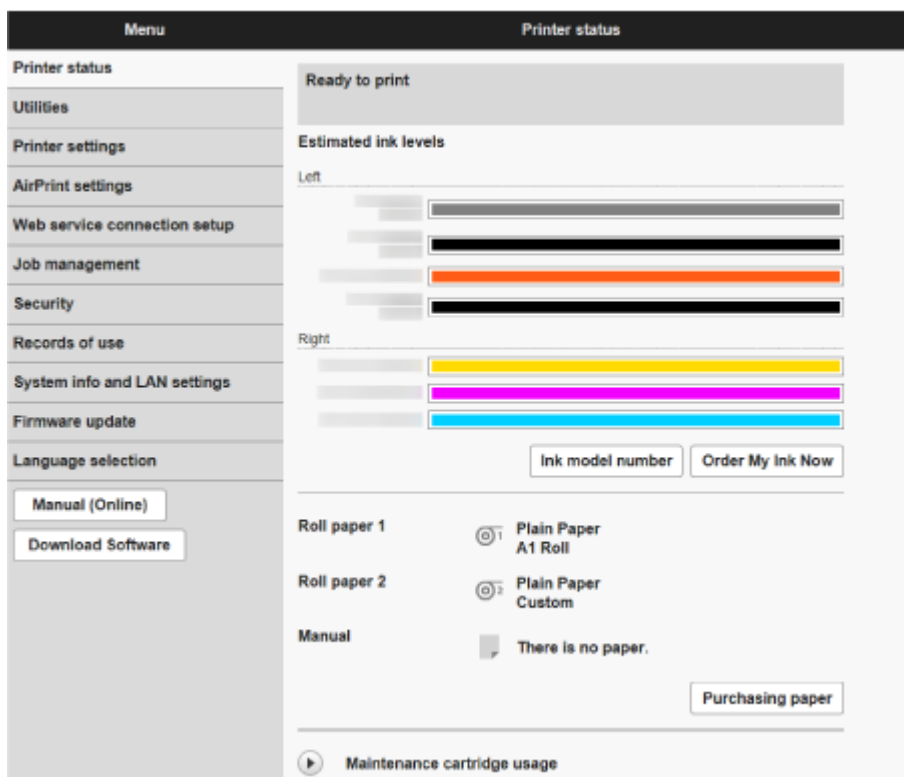 Menu
Printer status
Printer status
Utilities
Printer settings
AirPrint settings
Web service connection setup
Job management
Security
Records of use
System info and LAN settings
Firmware update
Language selection
Manual (Online)
Download Software
Ready to print
Estimated ink levels
Left
Right
Ink model number
Order My Ink Now
Roll paper 1
1
Plain Paper
A1 Roll
Roll paper 2
2
Plain Paper
Custom
Manual
There is no paper.
Purchasing paper
Maintenance cartridge usage